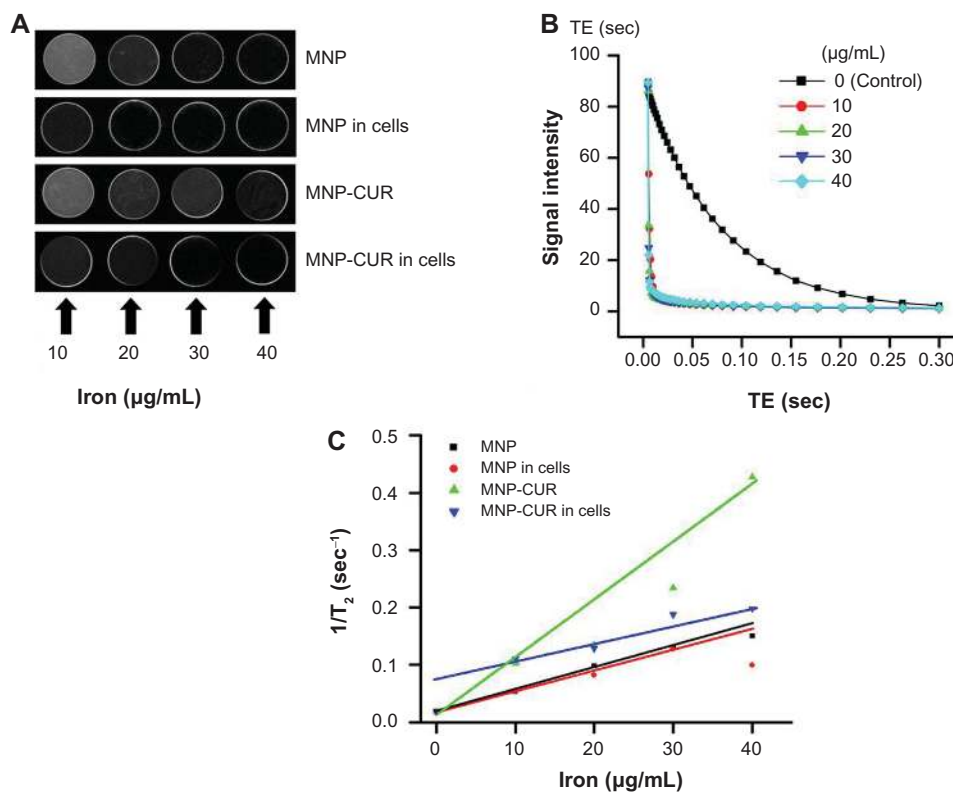 A
MNP
MNP in cells
MNP-CUR
MNP-CUR in cells
10 20 30 40
Iron (µg/mL)
B
TE (sec)
(µg/mL)
0 (Control)
10
20
30
40
100
80
60
40
20
0
Signal intensity
0.00 0.05 0.10 0.15 0.20 0.25 0.30
TE (sec)
C
MNP
MNP in cells
MNP-CUR
MNP-CUR in cells
0.5
0.4
0.3
0.2
0.1
0.0
1/T₂ (sec⁻¹)
0 10 20 30 40
Iron (µg/mL)